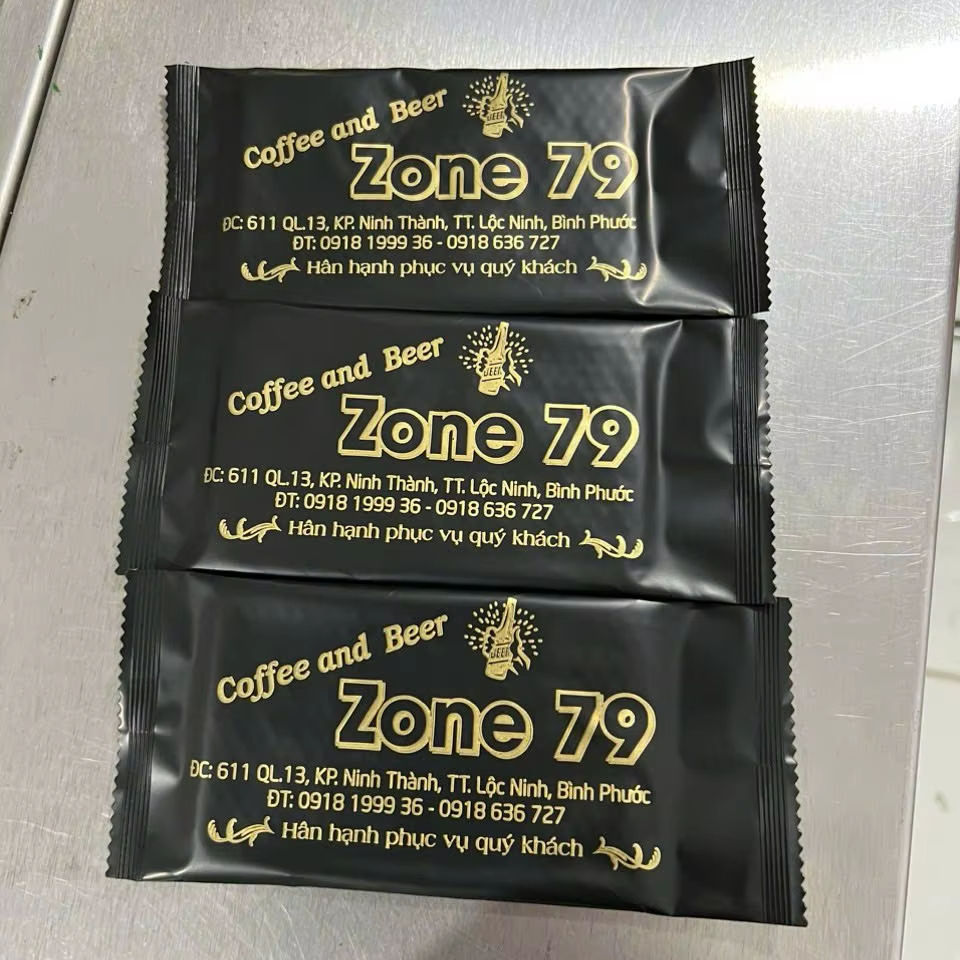 Coffee and Beer
BEER
Zone 79
ĐC: 611 QL.13, KP. Ninh Thành, TT. Lộc Ninh, Bình Phước
ĐT: 0918 1999 36 - 0918 636 727
Hân hạnh phục vụ quý khách
Coffee and Beer
BEER
Zone 79
ĐC: 611 QL.13, KP. Ninh Thành, TT. Lộc Ninh, Bình Phước
ĐT: 0918 1999 36 - 0918 636 727
Hân hạnh phục vụ quý khách
Coffee and Beer
BEER
Zone 79
ĐC: 611 QL.13, KP. Ninh Thành, TT. Lộc Ninh, Bình Phước
ĐT: 0918 1999 36 - 0918 636 727
Hân hạnh phục vụ quý khách